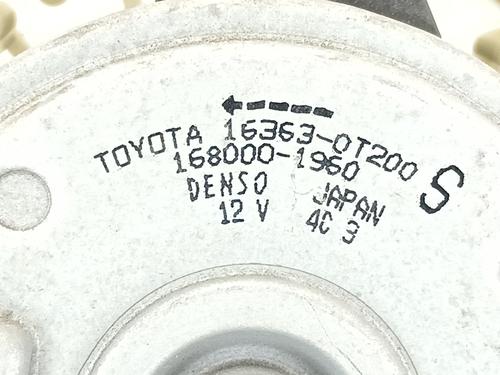 TOYOTA 16363-0T200
168000-1960
S
DENSO JAPAN
12 V 4C 3